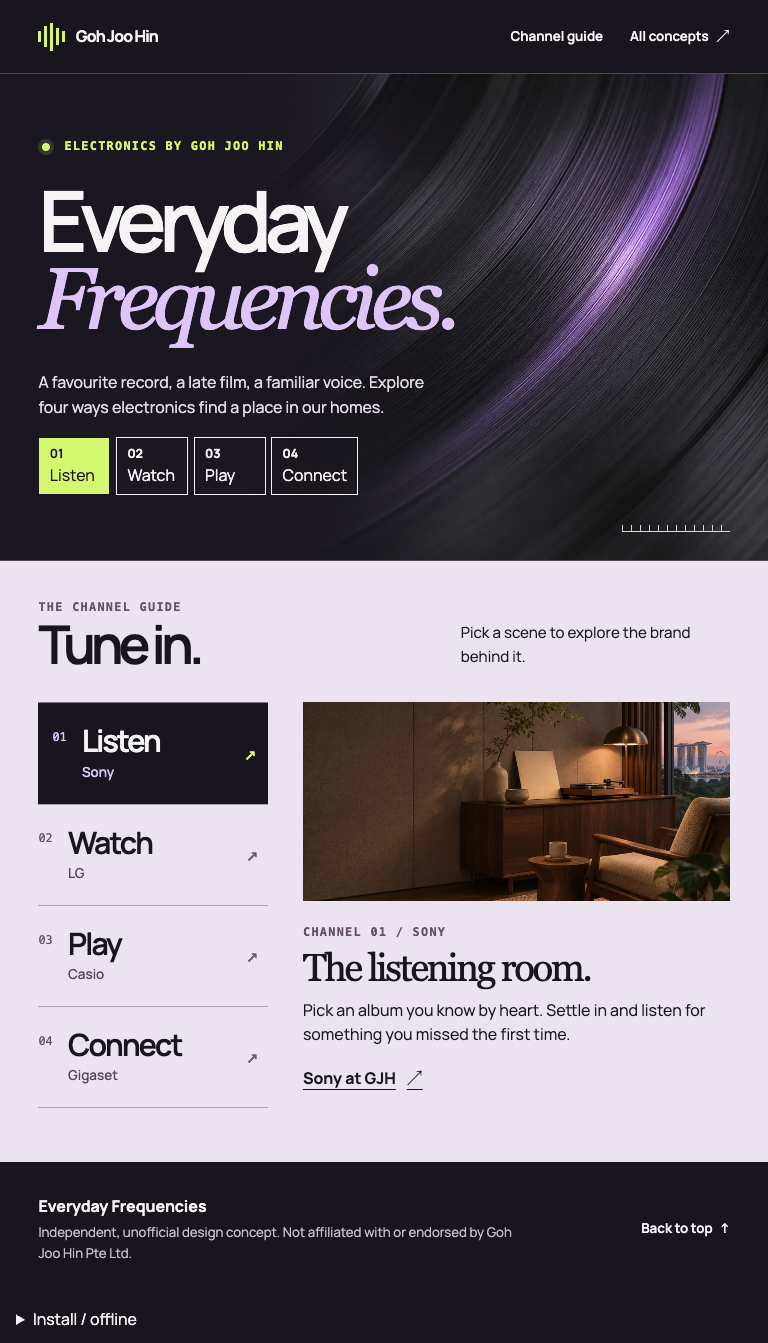 Goh Joo Hin
Channel guide
All concepts ↗
ELECTRONICS BY GOH JOO HIN
Everyday
Frequencies.
A favourite record, a late film, a familiar voice. Explore
four ways electronics find a place in our homes.
01
Listen
02
Watch
03
Play
04
Connect
THE CHANNEL GUIDE
Tune in.
Pick a scene to explore the brand
behind it.
01
Listen
Sony
↗
02
Watch
LG
↗
03
Play
Casio
↗
04
Connect
Gigaset
↗
CHANNEL 01 / SONY
The listening room.
Pick an album you know by heart. Settle in and listen for
something you missed the first time.
Sony at GJH ↗
Everyday Frequencies
Independent, unofficial design concept. Not affiliated with or endorsed by Goh
Joo Hin Pte Ltd.
Back to top ↑
▶ Install / offline